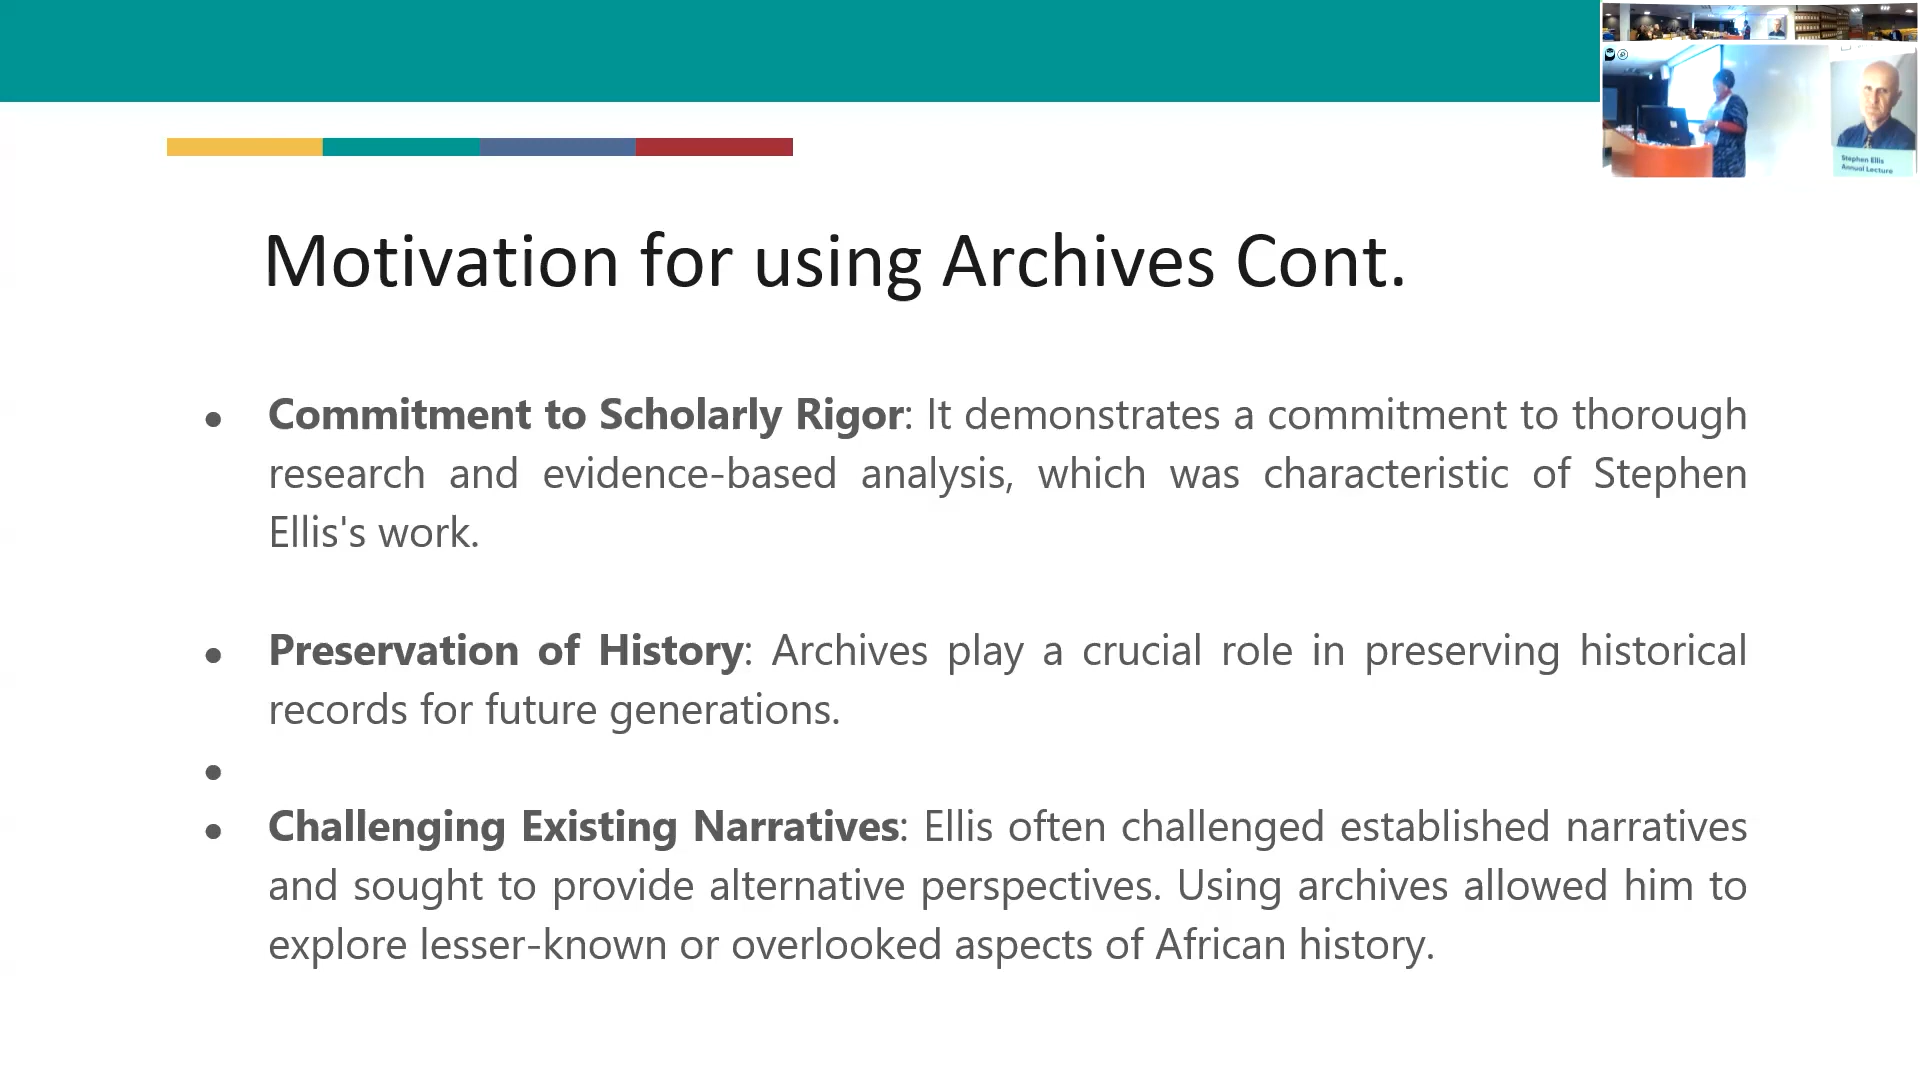 Stephen Ellis
Annual Lecture
Motivation for using Archives Cont.
● Commitment to Scholarly Rigor: It demonstrates a commitment to thorough
research and evidence-based analysis, which was characteristic of Stephen
Ellis's work.
● Preservation of History: Archives play a crucial role in preserving historical
records for future generations.
●
● Challenging Existing Narratives: Ellis often challenged established narratives
and sought to provide alternative perspectives. Using archives allowed him to
explore lesser-known or overlooked aspects of African history.